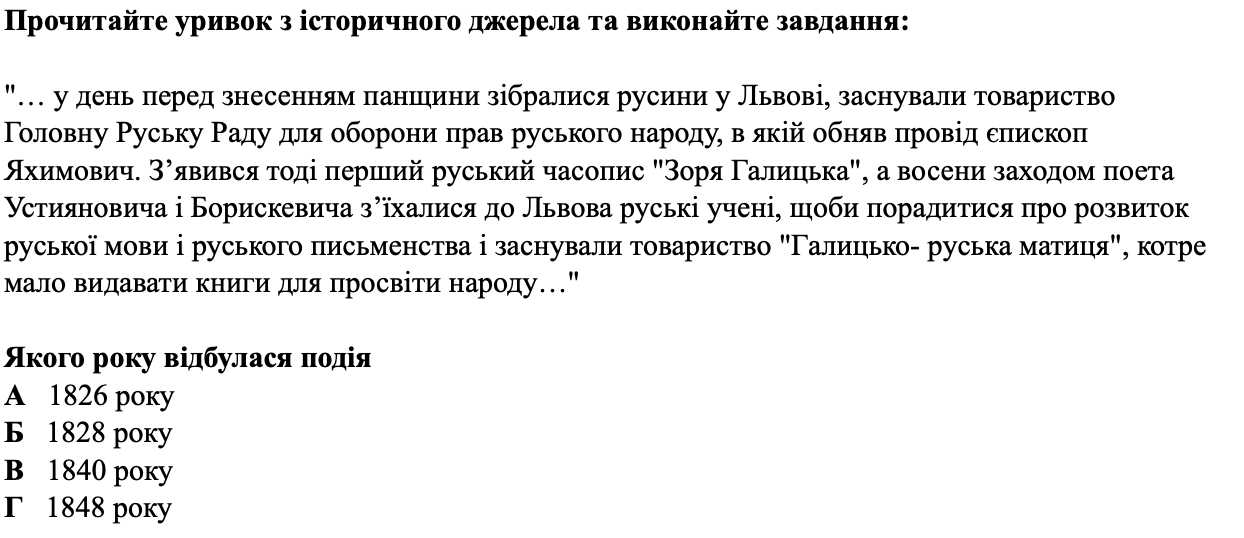 Прочитайте уривок з історичного джерела та виконайте завдання:
"… у день перед знесенням панщини зібралися русини у Львові, заснували товариство
Головну Руську Раду для оборони прав руського народу, в якій обняв провід єпископ
Яхимович. З’явився тоді перший руський часопис "Зоря Галицька", а восени заходом поета
Устияновича і Борискевича з’їхалися до Львова руські учені, щоби порадитися про розвиток
руської мови і руського письменства і заснували товариство "Галицько- руська матиця", котре
мало видавати книги для просвіти народу…"
Якого року відбулася подія
А 1826 року
Б 1828 року
В 1840 року
Г 1848 року